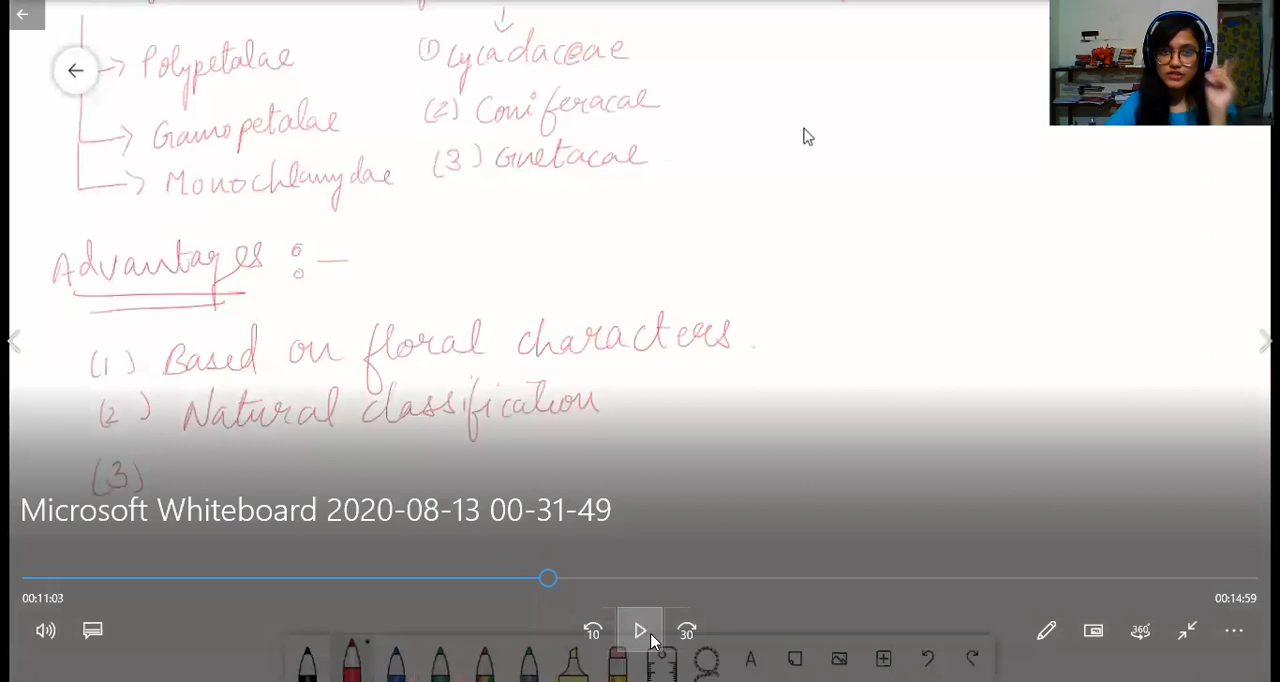 Polypetalae
(1) Cycadaceae
Gamopetalae
(2) Coniferacae
Monochlamydae
(3) Gnetacae
Advantages :—
(1) Based on floral characters.
(2) Natural classification
(3)
Microsoft Whiteboard 2020-08-13 00-31-49
00:11:03
00:14:59
10
30
360
A